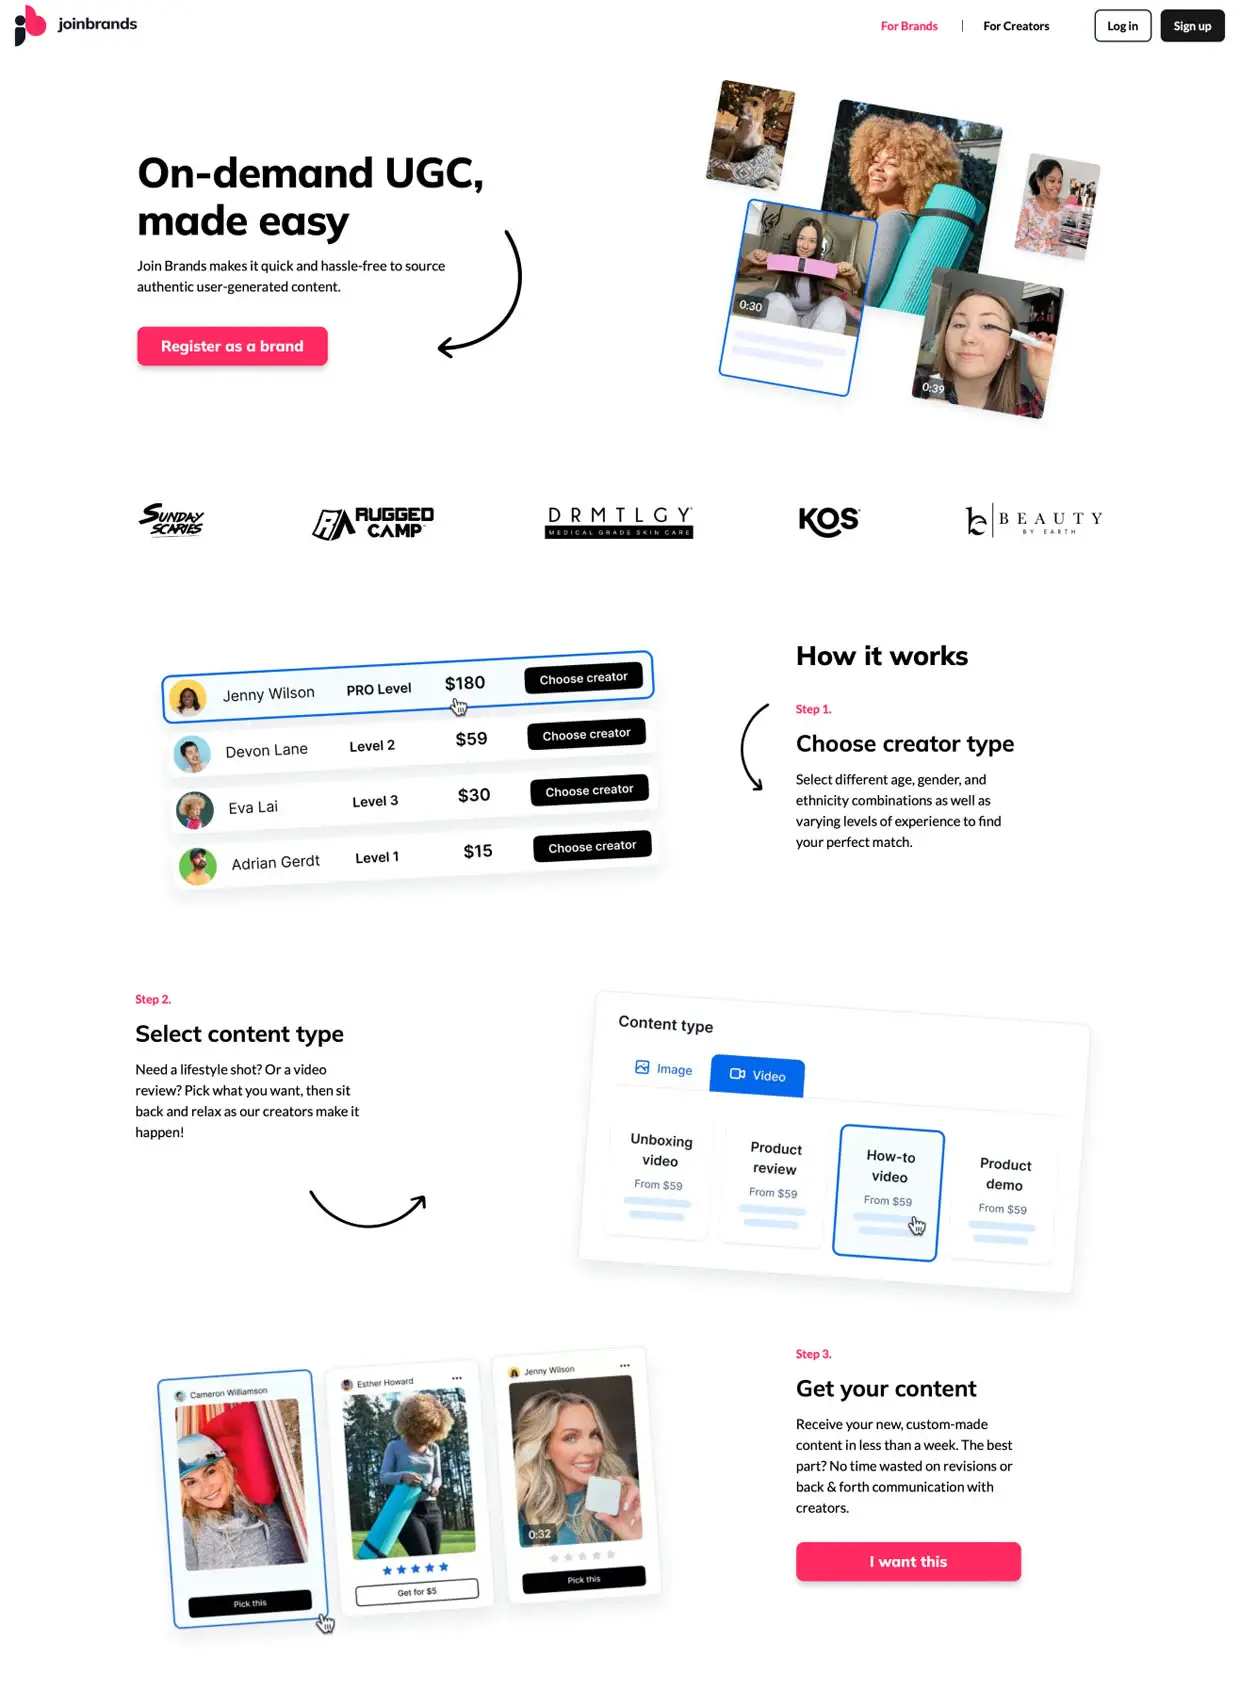 joinbrands
For Brands | For Creators Log in Sign up
On-demand UGC,
made easy
Join Brands makes it quick and hassle-free to source
authentic user-generated content.
Register as a brand
0:30
0:39
SUNDAY
SCARIES
RUGGED
CAMP
DRMTLGY
MEDICAL GRADE SKIN CARE
KOS
BEAUTY
BY EARTH
Jenny Wilson PRO Level $180 Choose creator
Devon Lane Level 2 $59 Choose creator
Eva Lai Level 3 $30 Choose creator
Adrian Gerdt Level 1 $15 Choose creator
How it works
Step 1.
Choose creator type
Select different age, gender, and
ethnicity combinations as well as
varying levels of experience to find
your perfect match.
Step 2.
Select content type
Need a lifestyle shot? Or a video
review? Pick what you want, then sit
back and relax as our creators make it
happen!
Content type
Image Video
Unboxing
video
From $59
Product
review
From $59
How-to
video
From $59
Product
demo
From $59
Cameron Williamson
Pick this
Esther Howard
Get for $5
Jenny Wilson
0:32
Pick this
Step 3.
Get your content
Receive your new, custom-made
content in less than a week. The best
part? No time wasted on revisions or
back & forth communication with
creators.
I want this